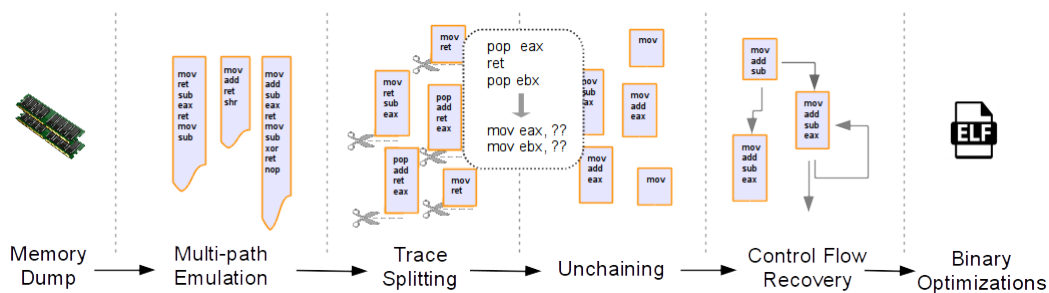 mov
ret
sub
eax
ret
mov
sub
mov
add
ret
shr
mov
add
sub
eax
ret
mov
sub
xor
ret
nop
mov
ret
sub
eax
pop
add
ret
eax
mov
ret
pop
add
ret
eax
mov
ret
pop eax
ret
pop ebx
mov eax, ??
mov ebx, ??
mov
sub
ax
mov
add
eax
mov
mov
add
eax
mov
mov
add
sub
mov
add
sub
eax
mov
add
sub
eax
ELF
Memory
Dump
Multi-path
Emulation
Trace
Splitting
Unchaining
Control Flow
Recovery
Binary
Optimizations